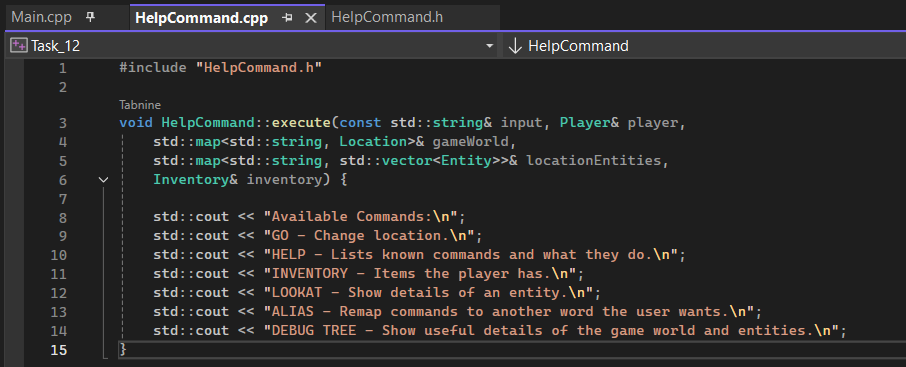 Main.cpp HelpCommand.cpp HelpCommand.h
Task_12 HelpCommand
1 #include "HelpCommand.h"
2
Tabnine
3 void HelpCommand::execute(const std::string& input, Player& player,
4 std::map<std::string, Location>& gameWorld,
5 std::map<std::string, std::vector<Entity>>& locationEntities,
6 Inventory& inventory) {
7
8 std::cout << "Available Commands:\n";
9 std::cout << "GO - Change location.\n";
10 std::cout << "HELP - Lists known commands and what they do.\n";
11 std::cout << "INVENTORY - Items the player has.\n";
12 std::cout << "LOOKAT - Show details of an entity.\n";
13 std::cout << "ALIAS - Remap commands to another word the user wants.\n";
14 std::cout << "DEBUG TREE - Show useful details of the game world and entities.\n";
15 }